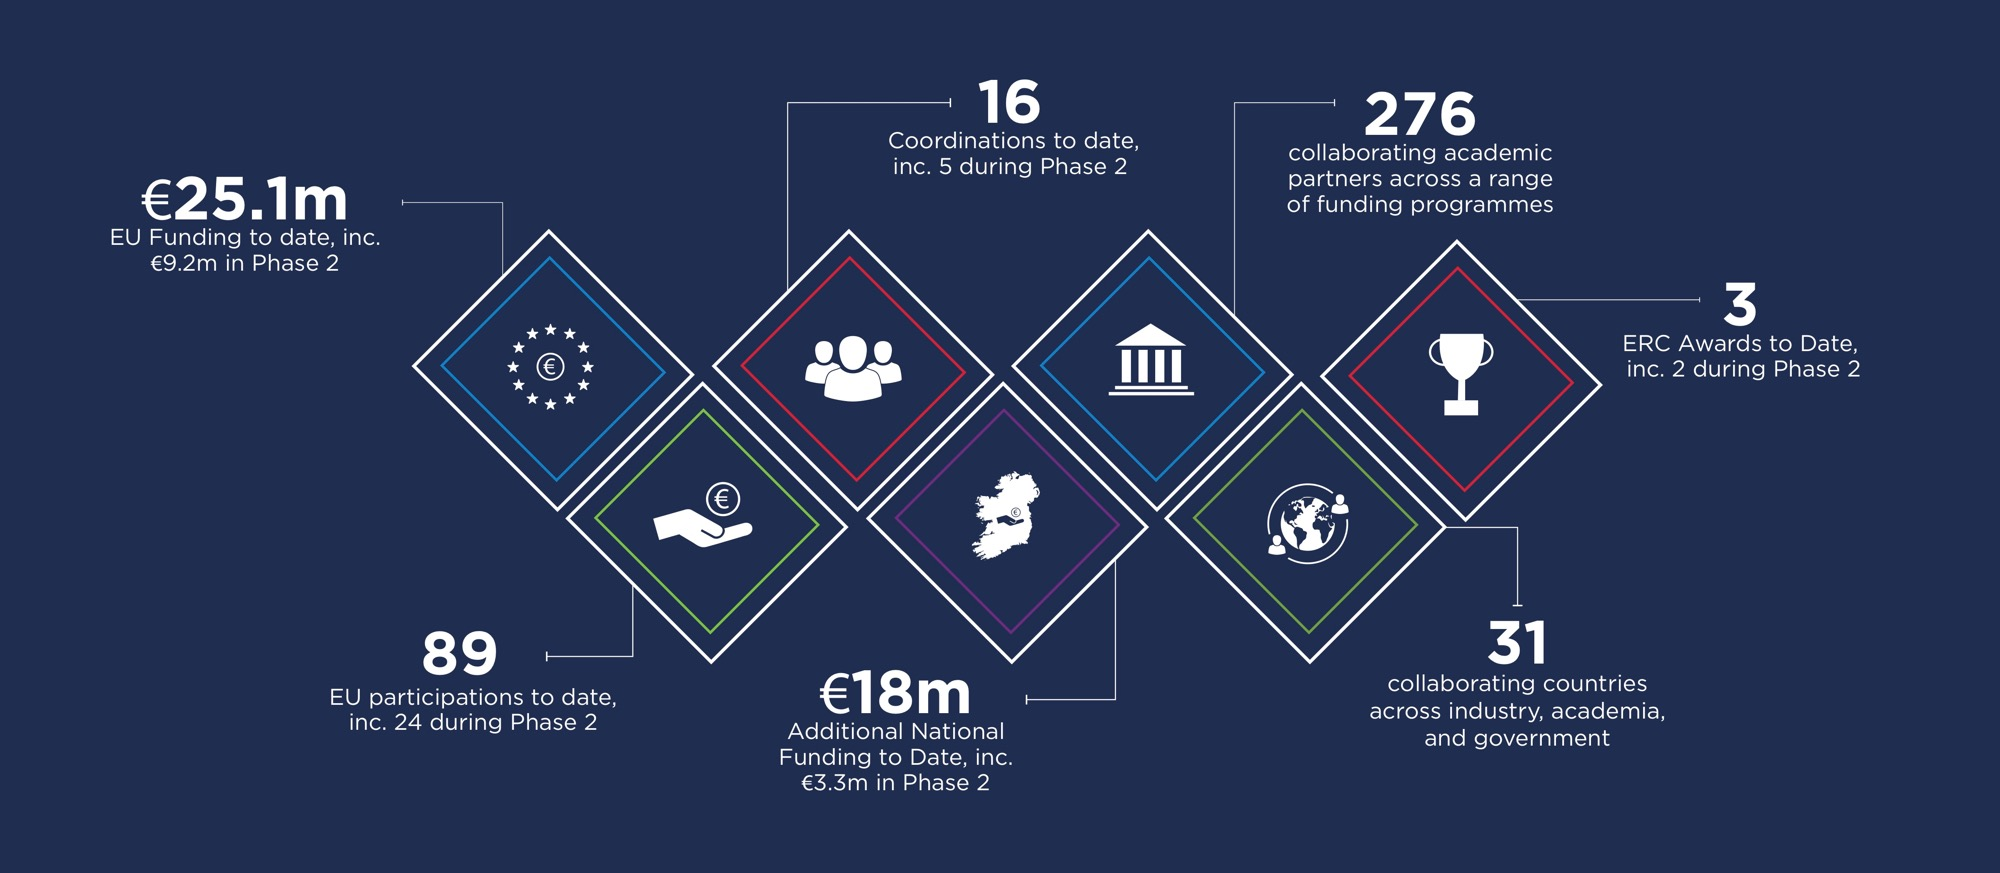 €25.1m
EU Funding to date, inc.
€9.2m in Phase 2
89
EU participations to date,
inc. 24 during Phase 2
16
Coordinations to date,
inc. 5 during Phase 2
€18m
Additional National
Funding to Date, inc.
€3.3m in Phase 2
276
collaborating academic
partners across a range
of funding programmes
31
collaborating countries
across industry, academia,
and government
3
ERC Awards to Date,
inc. 2 during Phase 2
€
€
€